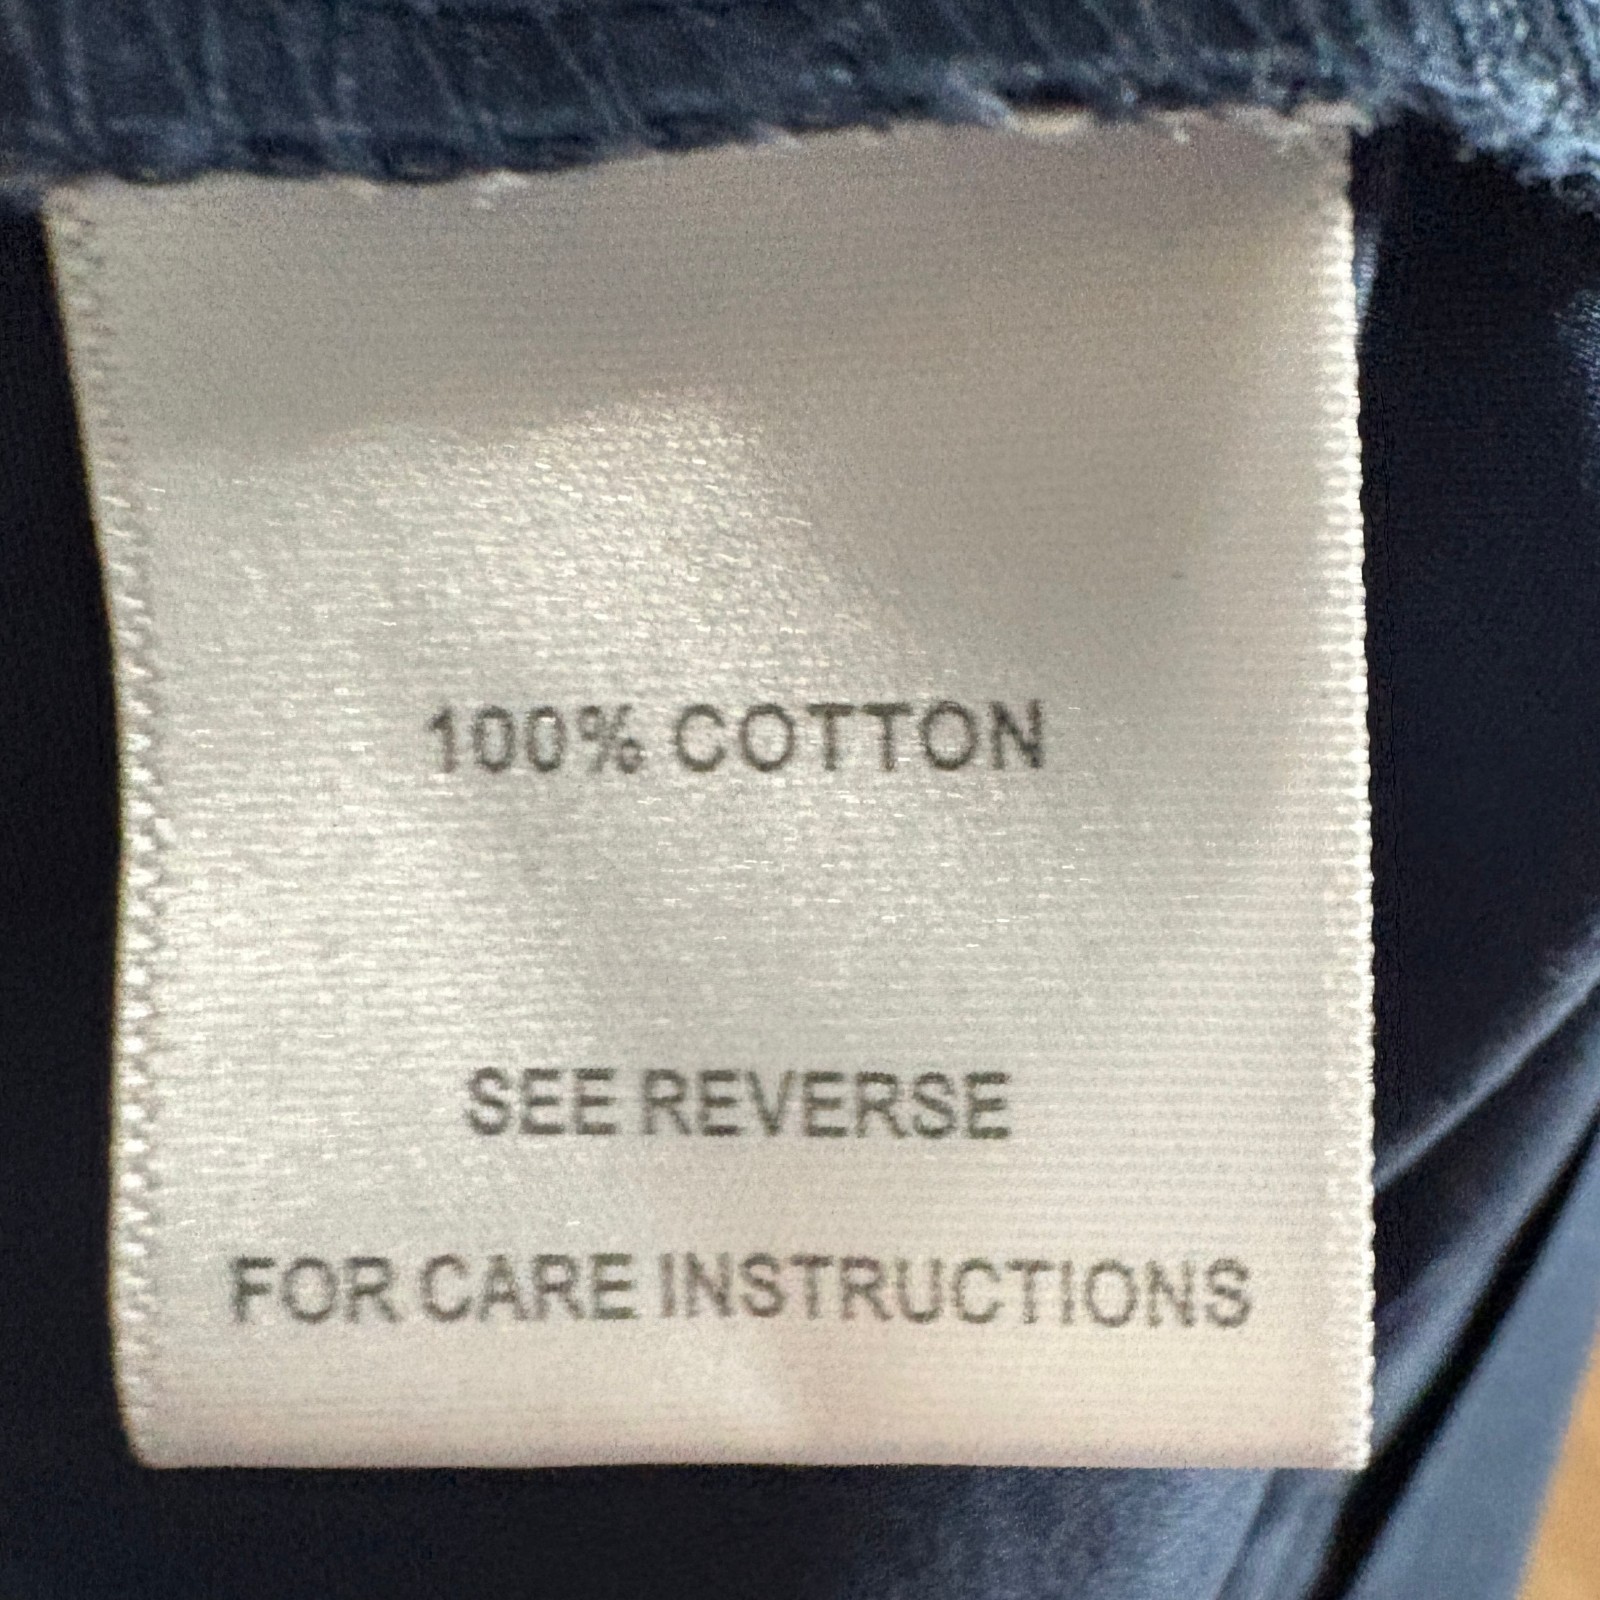 100% COTTON
SEE REVERSE
FOR CARE INSTRUCTIONS